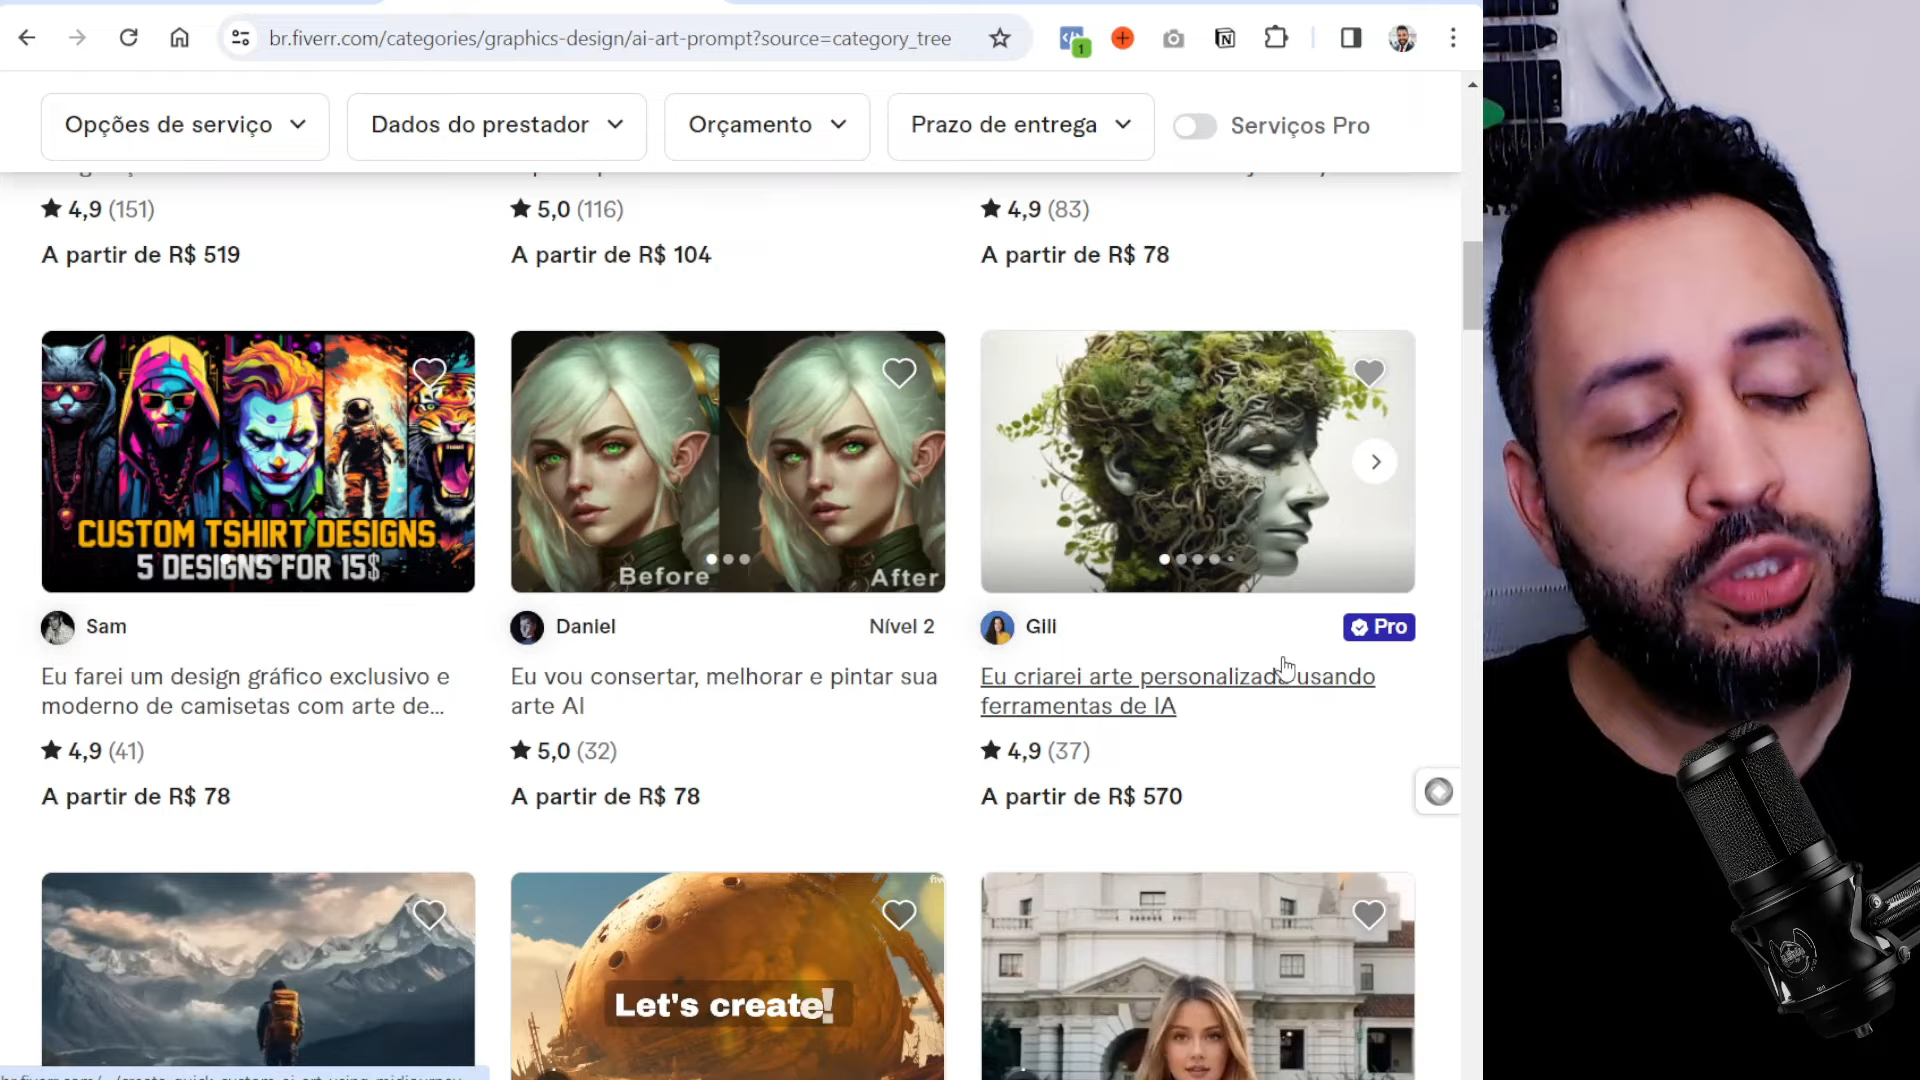 br.fiverr.com/categories/graphics-design/ai-art-prompt?source=category_tree
1
Opções de serviço
Dados do prestador
Orçamento
Prazo de entrega
Serviços Pro
4,9 (151)
5,0 (116)
4,9 (83)
A partir de R$ 519
A partir de R$ 104
A partir de R$ 78
CUSTOM TSHIRT DESIGNS
5 DESIGNS FOR 15$
Before
After
Sam
Daniel
Nível 2
Gili
Pro
Eu farei um design gráfico exclusivo e
moderno de camisetas com arte de...
Eu vou consertar, melhorar e pintar sua
arte AI
Eu criarei arte personalizada usando
ferramentas de IA
4,9 (41)
5,0 (32)
4,9 (37)
A partir de R$ 78
A partir de R$ 78
A partir de R$ 570
Let's create!